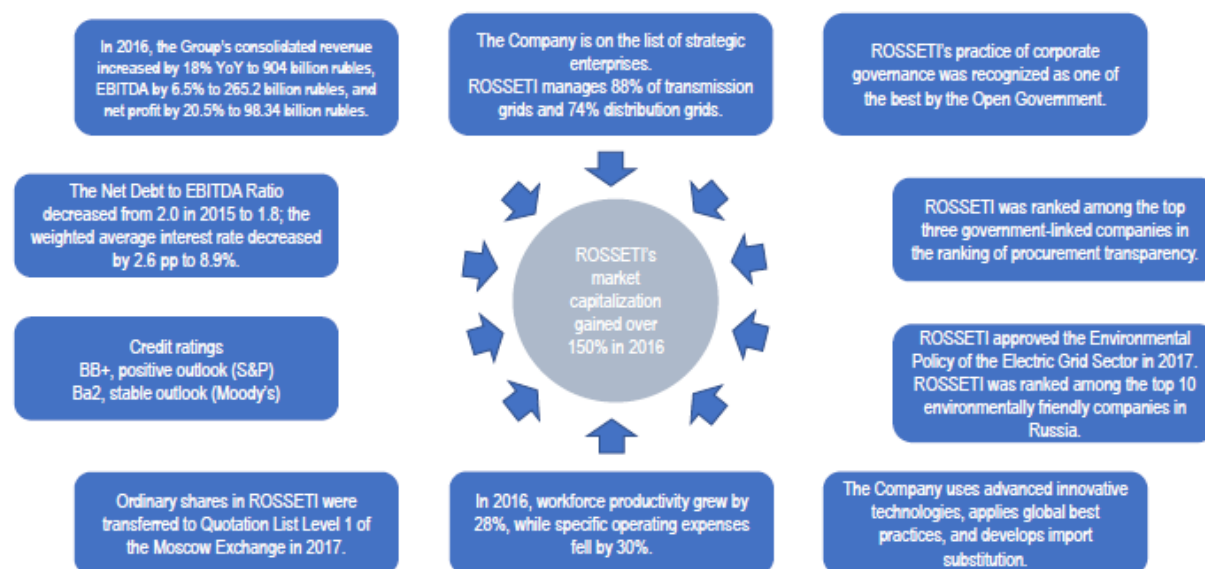 In 2016, the Group's consolidated revenue
increased by 18% YoY to 904 billion rubles,
EBITDA by 6.5% to 265.2 billion rubles, and
net profit by 20.5% to 98.34 billion rubles.
The Company is on the list of strategic
enterprises.
ROSSETI manages 88% of transmission
grids and 74% distribution grids.
ROSSETI's practice of corporate
governance was recognized as one of
the best by the Open Government.
The Net Debt to EBITDA Ratio
decreased from 2.0 in 2015 to 1.8; the
weighted average interest rate decreased
by 2.6 pp to 8.9%.
ROSSETI's
market
capitalization
gained over
150% in 2016
ROSSETI was ranked among the top
three government-linked companies in
the ranking of procurement transparency.
Credit ratings
BB+, positive outlook (S&P)
Ba2, stable outlook (Moody's)
ROSSETI approved the Environmental
Policy of the Electric Grid Sector in 2017.
ROSSETI was ranked among the top 10
environmentally friendly companies in
Russia.
Ordinary shares in ROSSETI were
transferred to Quotation List Level 1 of
the Moscow Exchange in 2017.
In 2016, workforce productivity grew by
28%, while specific operating expenses
fell by 30%.
The Company uses advanced innovative
technologies, applies global best
practices, and develops import
substitution.